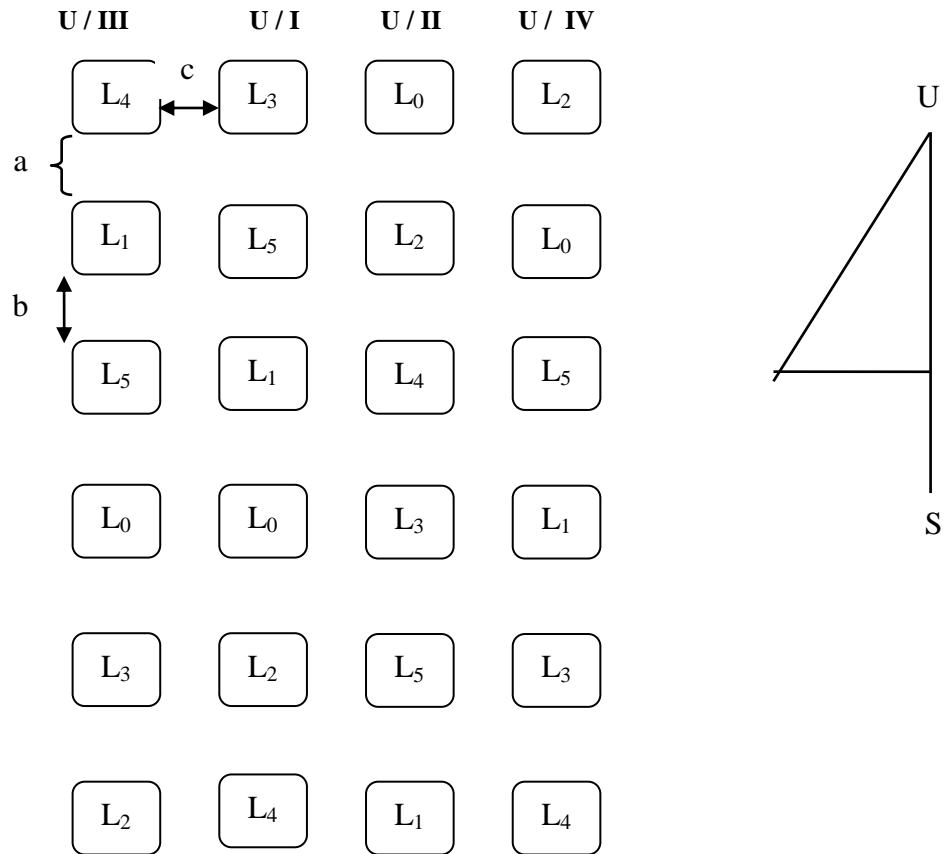 U / III U / I U / II U / IV
c
L₄ L₃ L₀ L₂
U
a
L₁ L₅ L₂ L₀
b
L₅ L₁ L₄ L₅
L₀ L₀ L₃ L₁
S
L₃ L₂ L₅ L₃
L₂ L₄ L₁ L₄